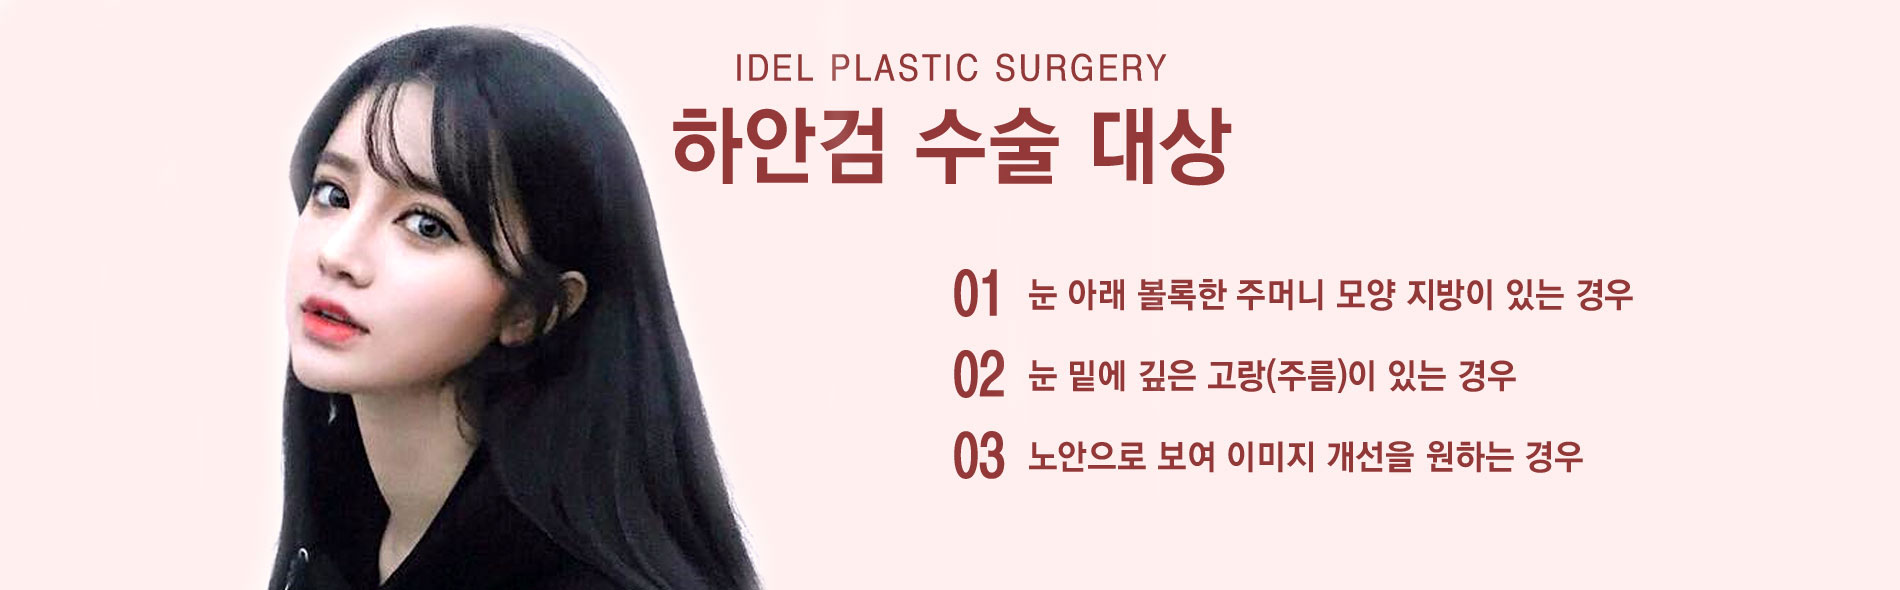 IDEL PLASTIC SURGERY
하안검 수술 대상
01 눈 아래 볼록한 주머니 모양 지방이 있는 경우
02 눈 밑에 깊은 고랑(주름)이 있는 경우
03 노안으로 보여 이미지 개선을 원하는 경우